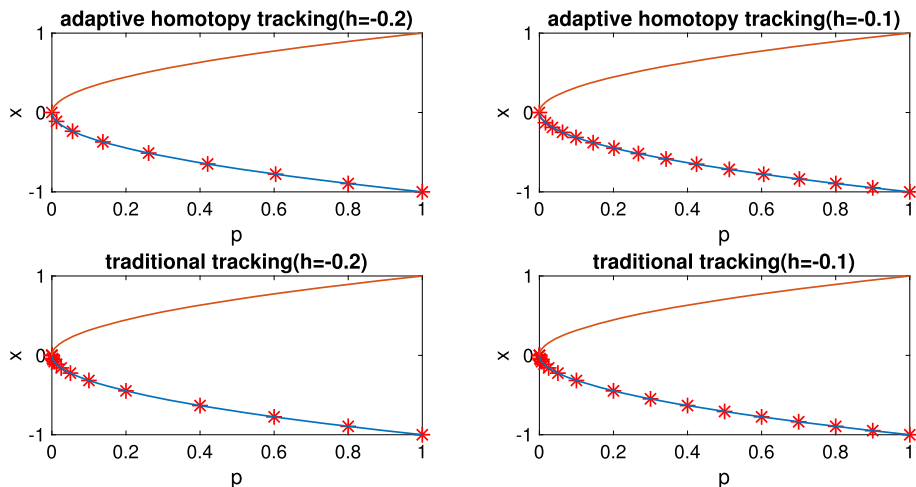 adaptive homotopy tracking(h=-0.2)
1
x
0
-1
0 0.2 0.4 0.6 0.8 1
p
adaptive homotopy tracking(h=-0.1)
1
x
0
-1
0 0.2 0.4 0.6 0.8 1
p
traditional tracking(h=-0.2)
1
x
0
-1
0 0.2 0.4 0.6 0.8 1
p
traditional tracking(h=-0.1)
1
x
0
-1
0 0.2 0.4 0.6 0.8 1
p